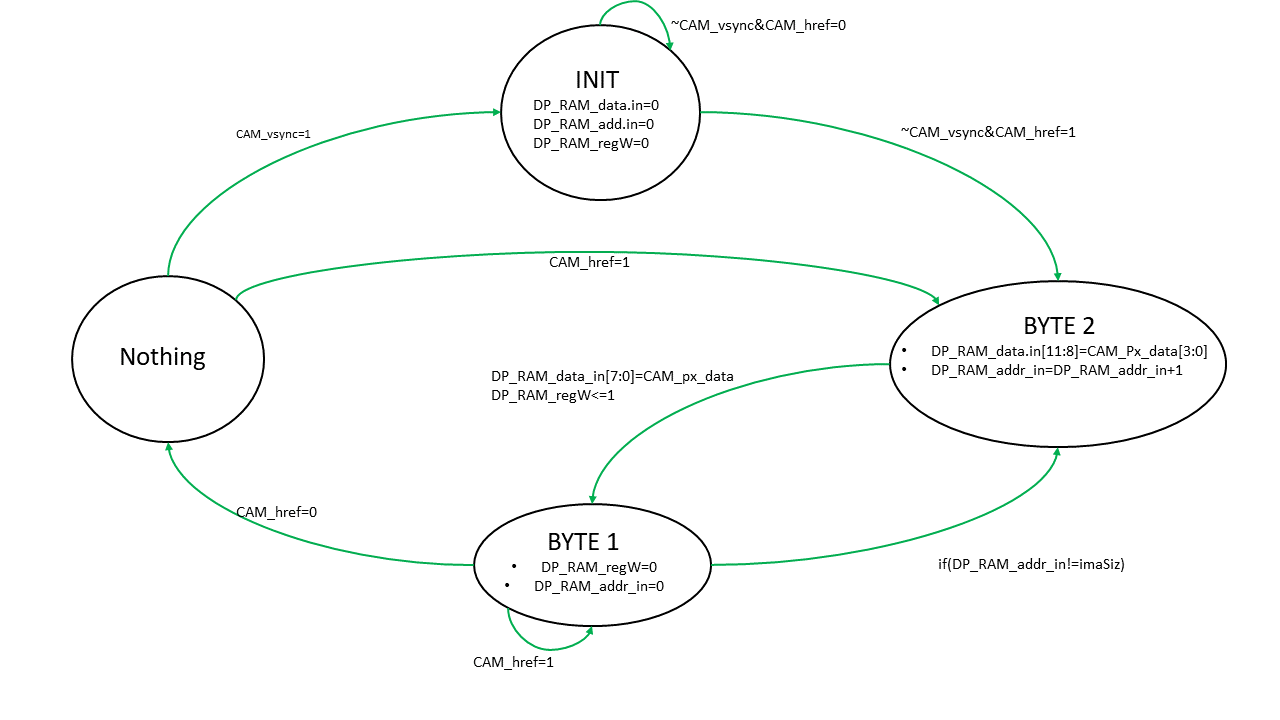 ~CAM_vsync&CAM_href=0
INIT
DP_RAM_data.in=0
DP_RAM_add.in=0
DP_RAM_regW=0
CAM_vsync=1
~CAM_vsync&CAM_href=1
CAM_href=1
Nothing
BYTE 2
• DP_RAM_data.in[11:8]=CAM_Px_data[3:0]
• DP_RAM_addr_in=DP_RAM_addr_in+1
DP_RAM_data_in[7:0]=CAM_px_data
DP_RAM_regW<=1
CAM_href=0
BYTE 1
• DP_RAM_regW=0
• DP_RAM_addr_in=0
if(DP_RAM_addr_in!=imaSiz)
CAM_href=1